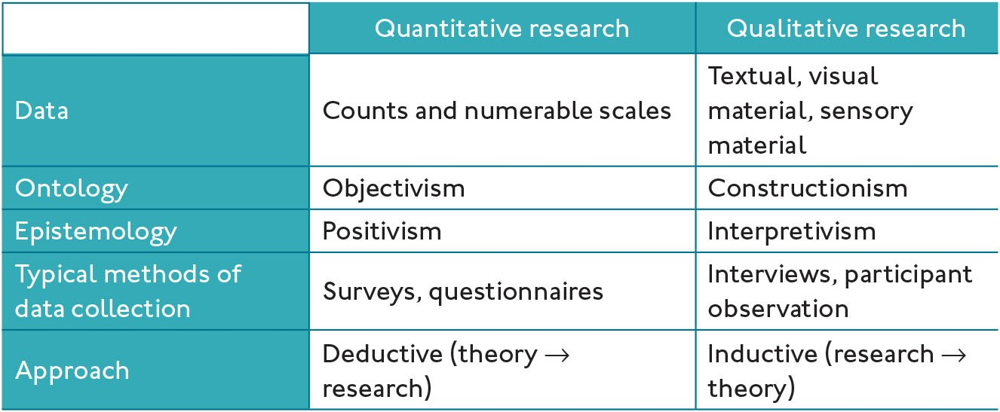 Quantitative research
Qualitative research
Data
Counts and numerable scales
Textual, visual
material, sensory
material
Ontology
Objectivism
Constructionism
Epistemology
Positivism
Interpretivism
Typical methods of
data collection
Surveys, questionnaires
Interviews, participant
observation
Approach
Deductive (theory →
research)
Inductive (research →
theory)